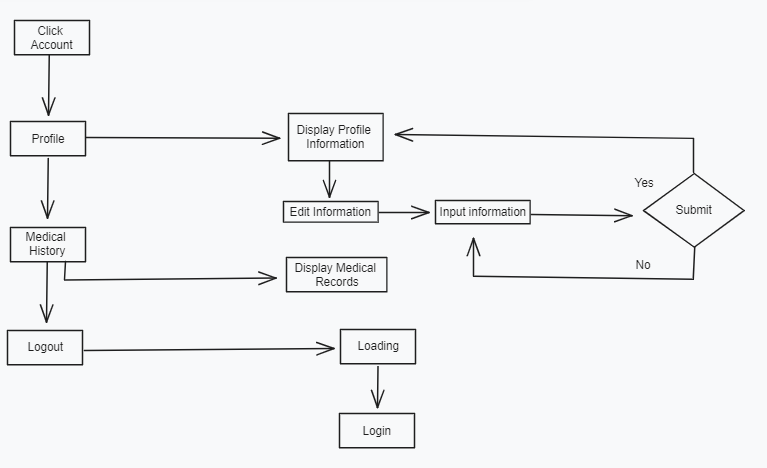 Click
Account
Profile
Display Profile
Information
Yes
Edit Information
Input information
Submit
Medical
History
No
Display Medical
Records
Logout
Loading
Login